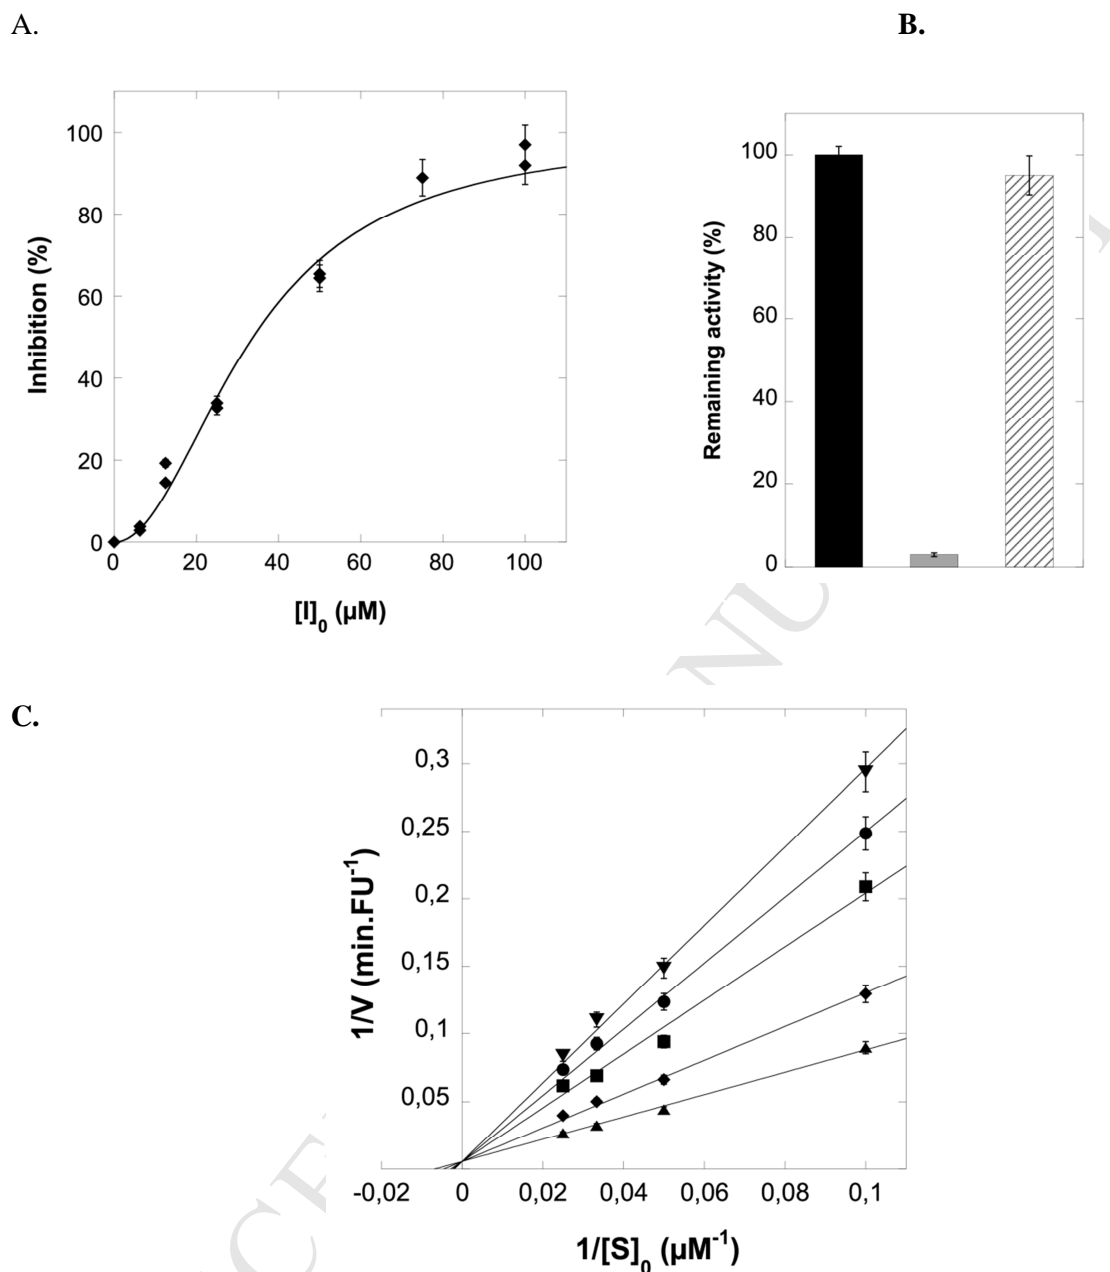 A.
B.
100
80
60
40
20
0
Inhibition (%)
0 20 40 60 80 100
[I]0 (µM)
100
80
60
40
20
0
Remaining activity (%)
NU
C.
0,3
0,25
0,2
0,15
0,1
0,05
1/V (min.FU-1)
-0,02 0 0,02 0,04 0,06 0,08 0,1
1/[S]0 (µM-1)